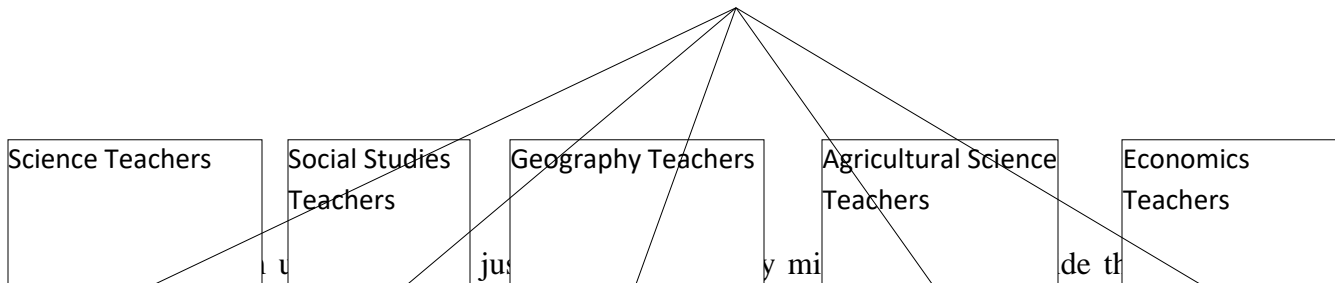 Science Teachers
Social Studies
Teachers
Geography Teachers
Agricultural Science
Teachers
Economics
Teachers